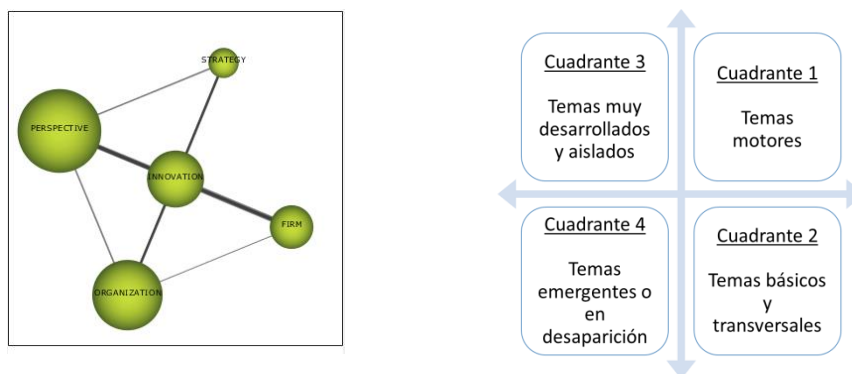 STRATEGY
PERSPECTIVE
INNOVATION
FIRM
ORGANIZATION
Cuadrante 3
Temas muy
desarrollados
y aislados
Cuadrante 1
Temas
motores
Cuadrante 4
Temas
emergentes o
en
desaparición
Cuadrante 2
Temas básicos
y
transversales